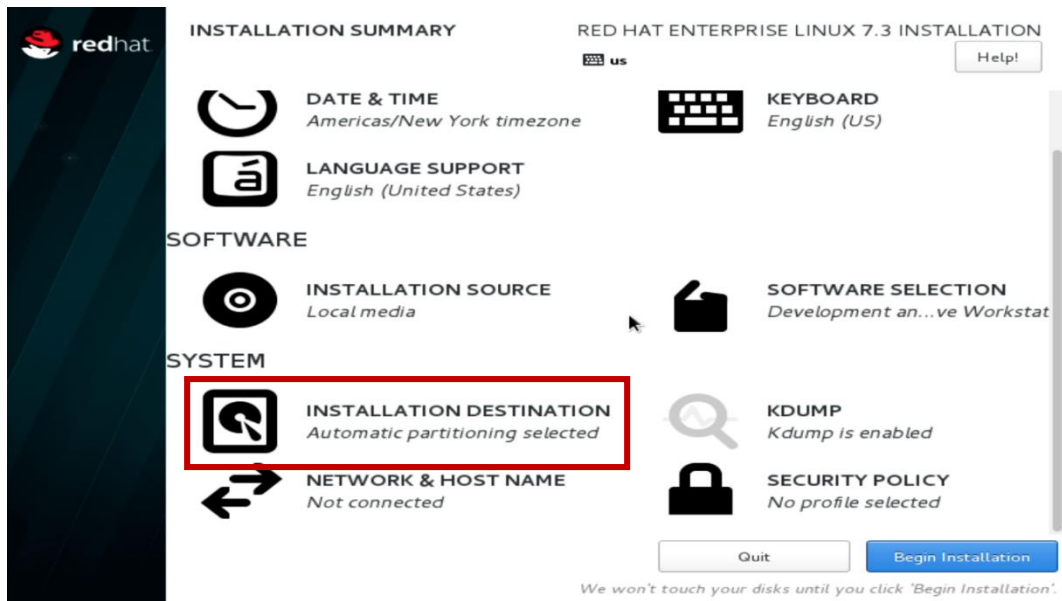 redhat
INSTALLATION SUMMARY
RED HAT ENTERPRISE LINUX 7.3 INSTALLATION
us
Help!
DATE & TIME
Americas/New York timezone
KEYBOARD
English (US)
á
LANGUAGE SUPPORT
English (United States)
SOFTWARE
INSTALLATION SOURCE
Local media
SOFTWARE SELECTION
Development an...ve Workstat
SYSTEM
INSTALLATION DESTINATION
Automatic partitioning selected
KDUMP
Kdump is enabled
NETWORK & HOST NAME
Not connected
SECURITY POLICY
No profile selected
Quit
Begin Installation
We won't touch your disks until you click 'Begin Installation'.